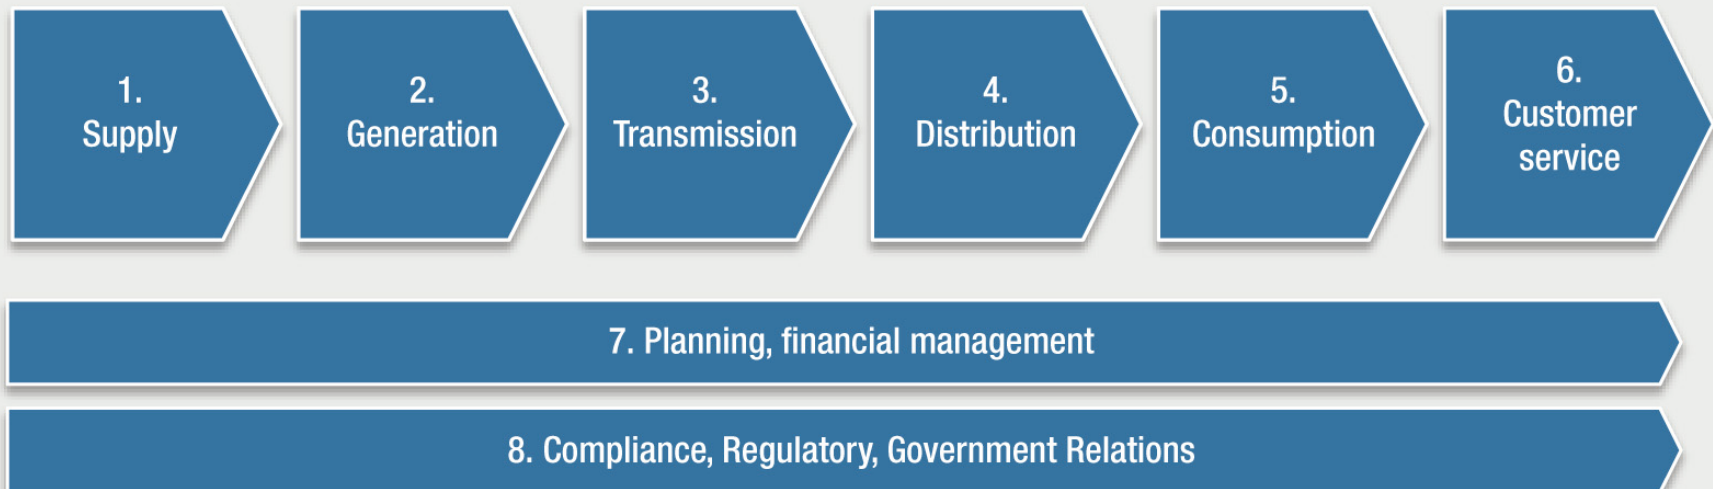 1.
Supply
2.
Generation
3.
Transmission
4.
Distribution
5.
Consumption
6.
Customer
service
7. Planning, financial management
8. Compliance, Regulatory, Government Relations